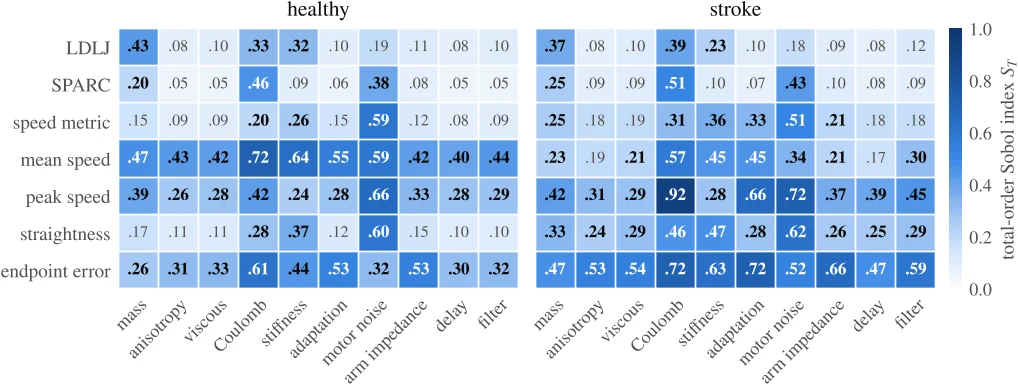 healthy stroke
LDLJ .43 .08 .10 .33 .32 .10 .19 .11 .08 .10 .37 .08 .10 .39 .23 .10 .18 .09 .08 .12
SPARC .20 .05 .05 .46 .09 .06 .38 .08 .05 .05 .25 .09 .09 .51 .10 .07 .43 .10 .08 .09
speed metric .15 .09 .09 .20 .26 .15 .59 .12 .08 .09 .25 .18 .19 .31 .36 .33 .51 .21 .18 .18
mean speed .47 .43 .42 .72 .64 .55 .59 .42 .40 .44 .23 .19 .21 .57 .45 .45 .34 .21 .17 .30
peak speed .39 .26 .28 .42 .24 .28 .66 .33 .28 .29 .42 .31 .29 .92 .28 .66 .72 .37 .39 .45
straightness .17 .11 .11 .28 .37 .12 .60 .15 .10 .10 .33 .24 .29 .46 .47 .28 .62 .26 .25 .29
endpoint error .26 .31 .33 .61 .44 .53 .32 .53 .30 .32 .47 .53 .54 .72 .63 .72 .52 .66 .47 .59
mass anisotropy viscous Coulomb stiffness adaptation motor noise arm impedance delay filter mass anisotropy viscous Coulomb stiffness adaptation motor noise arm impedance delay filter
1.0
0.8
0.6
0.4
0.2
0.0
total-order Sobol index S_T